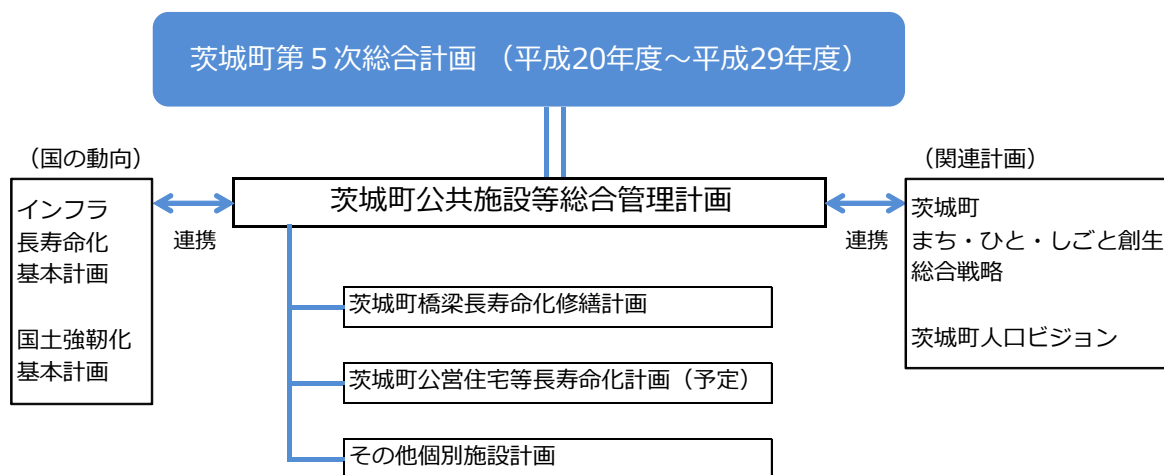 茨城町第５次総合計画 （平成20年度～平成29年度）
（国の動向）
（関連計画）
インフラ
長寿命化
基本計画
国土強靭化
基本計画
連携
茨城町公共施設等総合管理計画
連携
茨城町
まち・ひと・しごと創生
総合戦略
茨城町人口ビジョン
茨城町橋梁長寿命化修繕計画
茨城町公営住宅等長寿命化計画（予定）
その他個別施設計画